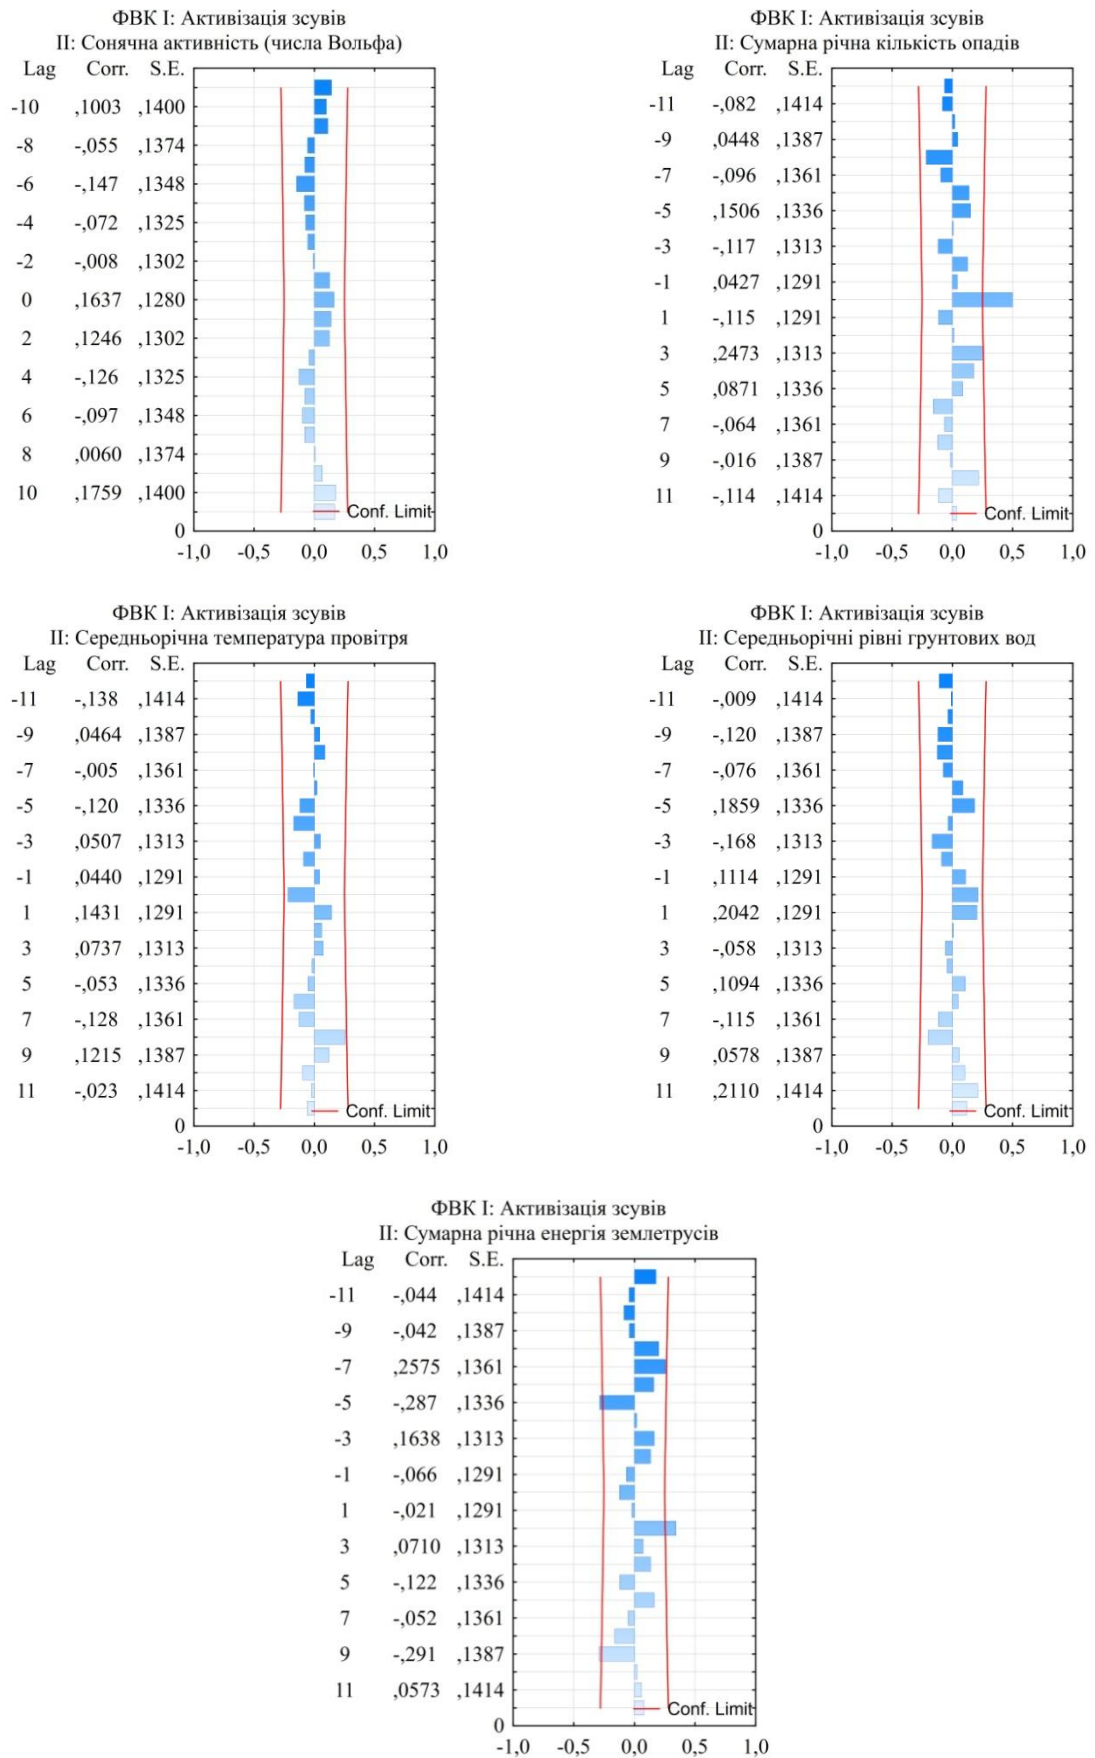 ФВК I: Активізація зсувів
II: Сонячна активність (числа Вольфа)
Lag Corr. S.E.
-10 ,1003 ,1400
-8 -,055 ,1374
-6 -,147 ,1348
-4 -,072 ,1325
-2 -,008 ,1302
0 ,1637 ,1280
2 ,1246 ,1302
4 -,126 ,1325
6 -,097 ,1348
8 ,0060 ,1374
10 ,1759 ,1400
Conf. Limit
0
-1,0 -0,5 0,0 0,5 1,0
ФВК I: Активізація зсувів
II: Сумарна річна кількість опадів
Lag Corr. S.E.
-11 -,082 ,1414
-9 ,0448 ,1387
-7 -,096 ,1361
-5 ,1506 ,1336
-3 -,117 ,1313
-1 ,0427 ,1291
1 -,115 ,1291
3 ,2473 ,1313
5 ,0871 ,1336
7 -,064 ,1361
9 -,016 ,1387
11 -,114 ,1414
Conf. Limit
0
-1,0 -0,5 0,0 0,5 1,0
ФВК I: Активізація зсувів
II: Середньорічна температура провітря
Lag Corr. S.E.
-11 -,138 ,1414
-9 ,0464 ,1387
-7 -,005 ,1361
-5 -,120 ,1336
-3 ,0507 ,1313
-1 ,0440 ,1291
1 ,1431 ,1291
3 ,0737 ,1313
5 -,053 ,1336
7 -,128 ,1361
9 ,1215 ,1387
11 -,023 ,1414
Conf. Limit
0
-1,0 -0,5 0,0 0,5 1,0
ФВК I: Активізація зсувів
II: Середньорічні рівні грунтових вод
Lag Corr. S.E.
-11 -,009 ,1414
-9 -,120 ,1387
-7 -,076 ,1361
-5 ,1859 ,1336
-3 -,168 ,1313
-1 ,1114 ,1291
1 ,2042 ,1291
3 -,058 ,1313
5 ,1094 ,1336
7 -,115 ,1361
9 ,0578 ,1387
11 ,2110 ,1414
Conf. Limit
0
-1,0 -0,5 0,0 0,5 1,0
ФВК I: Активізація зсувів
II: Сумарна річна енергія землетрусів
Lag Corr. S.E.
-11 -,044 ,1414
-9 -,042 ,1387
-7 ,2575 ,1361
-5 -,287 ,1336
-3 ,1638 ,1313
-1 -,066 ,1291
1 -,021 ,1291
3 ,0710 ,1313
5 -,122 ,1336
7 -,052 ,1361
9 -,291 ,1387
11 ,0573 ,1414
Conf. Limit
0
-1,0 -0,5 0,0 0,5 1,0